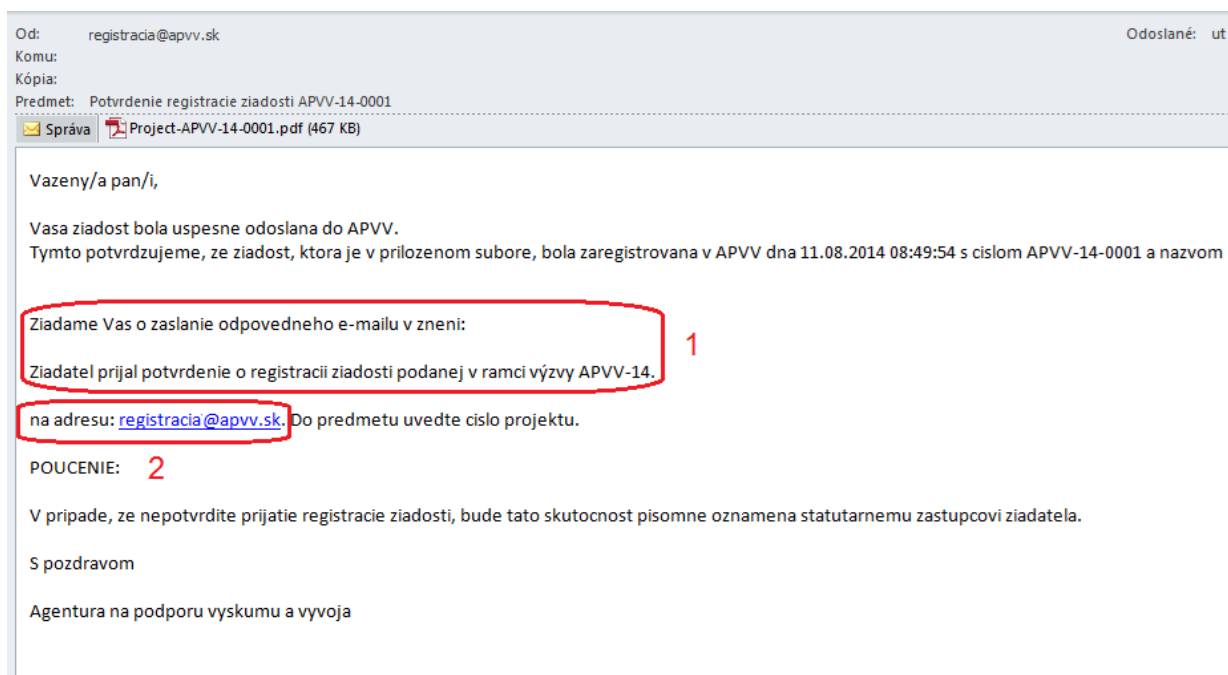 Od: registracia@apvv.sk Odoslané: ut
Komu:
Kópia:
Predmet: Potvrdenie registracie ziadosti APVV-14-0001
Správa Project-APVV-14-0001.pdf (467 KB)
Vazeny/a pan/i,
Vasa ziadost bola uspesne odoslana do APVV.
Tymto potvrdzujeme, ze ziadost, ktora je v prilozenom subore, bola zaregistrovana v APVV dna 11.08.2014 08:49:54 s cislom APVV-14-0001 a nazvom
Ziadame Vas o zaslanie odpovedneho e-mailu v zneni:
1
Ziadatel prijal potvrdenie o registracii ziadosti podanej v ramci výzvy APVV-14.
na adresu: registracia@apvv.sk. Do predmetu uvedte cislo projektu.
POUCENIE: 2
V pripade, ze nepotvrdite prijatie registracie ziadosti, bude tato skutocnost pisomne oznamena statutarnemu zastupcovi ziadatela.
S pozdravom
Agentura na podporu vyskumu a vyvoja